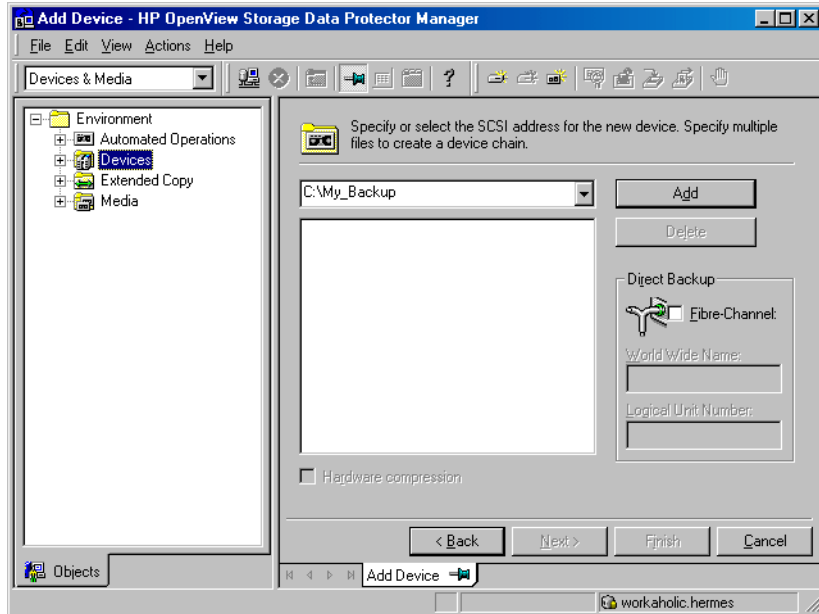 Add Device - HP OpenView Storage Data Protector Manager
File Edit View Actions Help
Devices & Media
Environment
Automated Operations
Devices
Extended Copy
Media
Specify or select the SCSI address for the new device. Specify multiple
files to create a device chain.
C:\My_Backup
Add
Delete
Direct Backup
Fibre-Channel:
World Wide Name:
Logical Unit Number:
Hardware compression
< Back Next > Finish Cancel
Objects
Add Device
workaholic.hermes